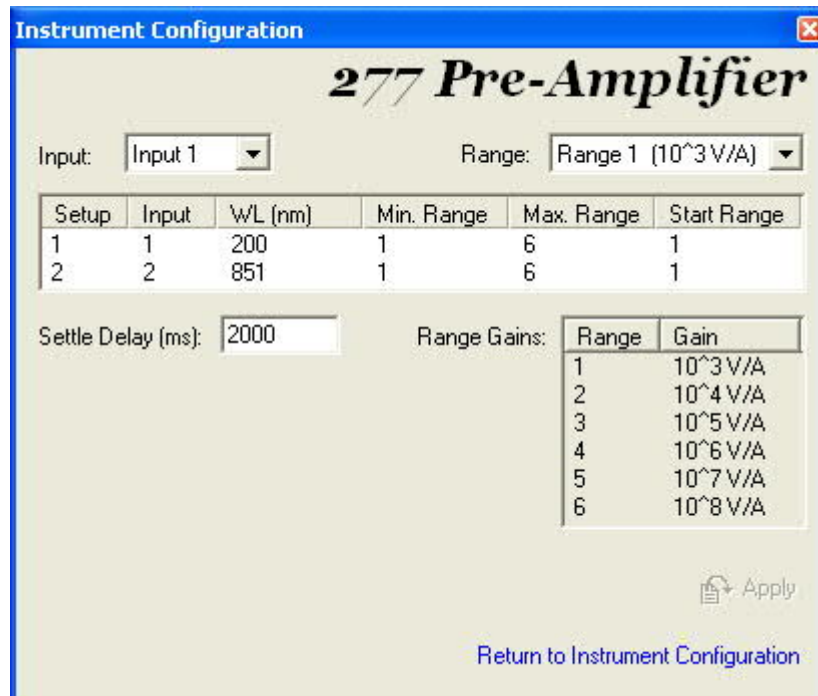 Instrument Configuration
277 Pre-Amplifier
Input: Input 1 Range: Range 1 (10^3 V/A)
Setup Input WL (nm) Min. Range Max. Range Start Range
1 1 200 1 6 1
2 2 851 1 6 1
Settle Delay (ms): 2000 Range Gains: Range Gain
1 10^3 V/A
2 10^4 V/A
3 10^5 V/A
4 10^6 V/A
5 10^7 V/A
6 10^8 V/A
Apply
Return to Instrument Configuration